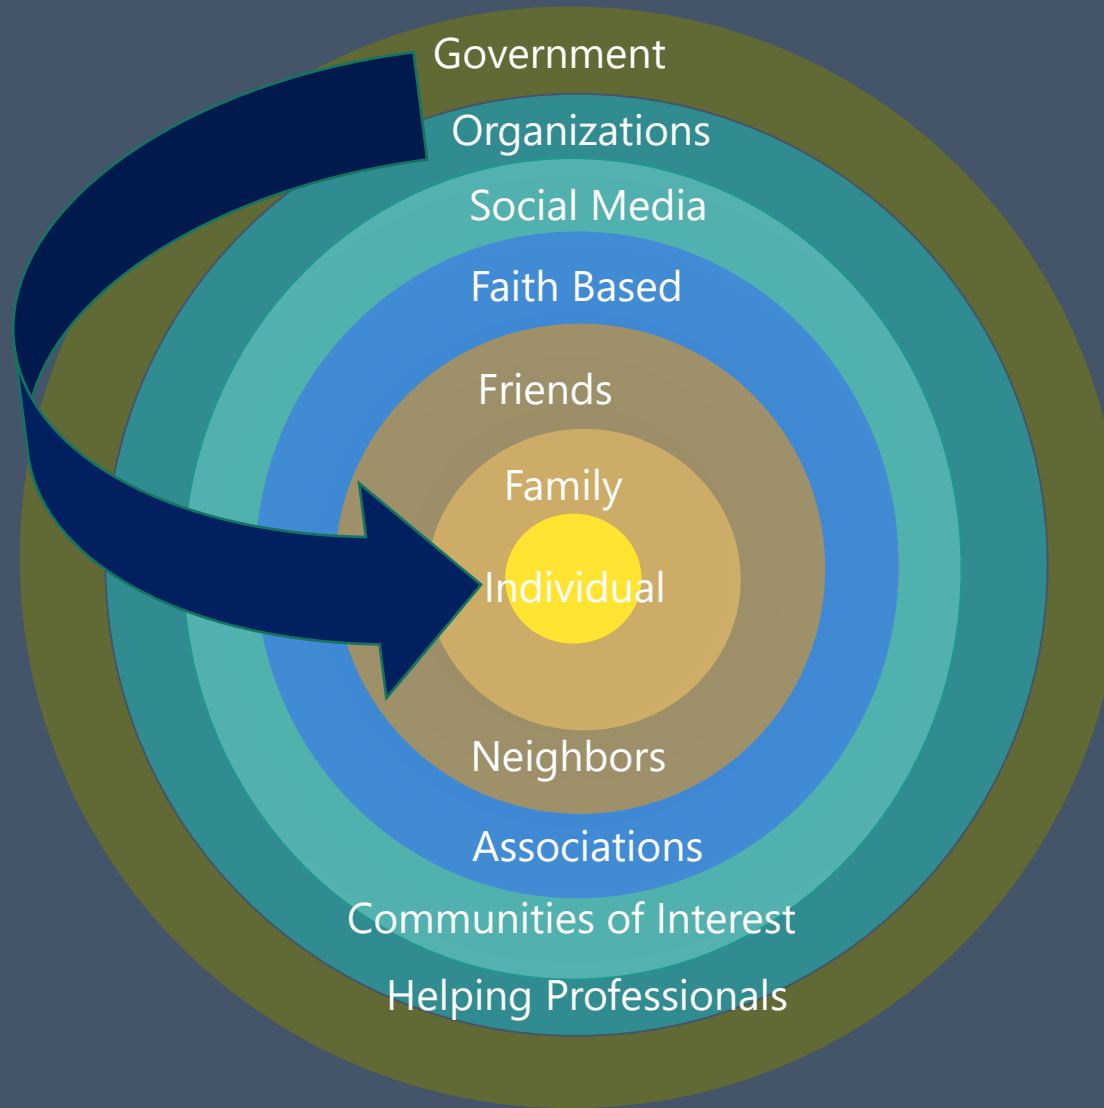 Government
Organizations
Social Media
Faith Based
Friends
Family
Individual
Neighbors
Associations
Communities of Interest
Helping Professionals